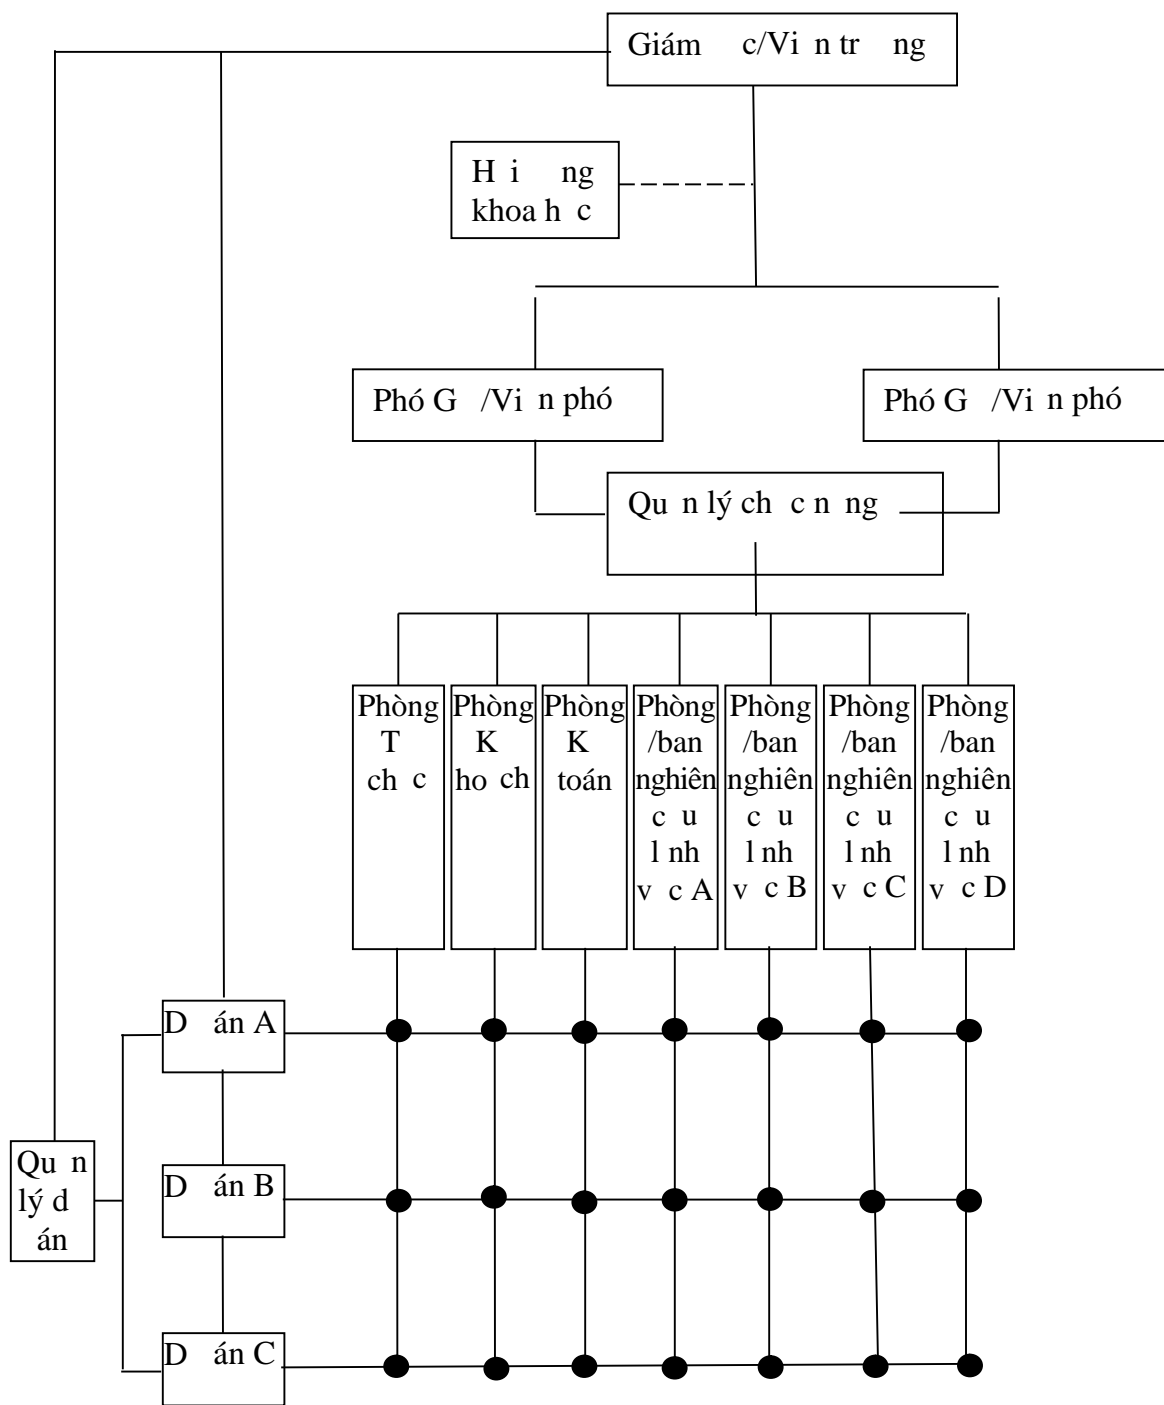 Giám c/Vi n tr ng
H i ng
khoa h c
Phó G /Vi n phó
Phó G /Vi n phó
Qu n lý ch c n ng
Phòng
T
ch c
Phòng
K
ho ch
Phòng
K
toán
Phòng
/ban
nghiên
c u
l nh
v c A
Phòng
/ban
nghiên
c u
l nh
v c B
Phòng
/ban
nghiên
c u
l nh
v c C
Phòng
/ban
nghiên
c u
l nh
v c D
D án A
Qu n
lý d
án
D án B
D án C